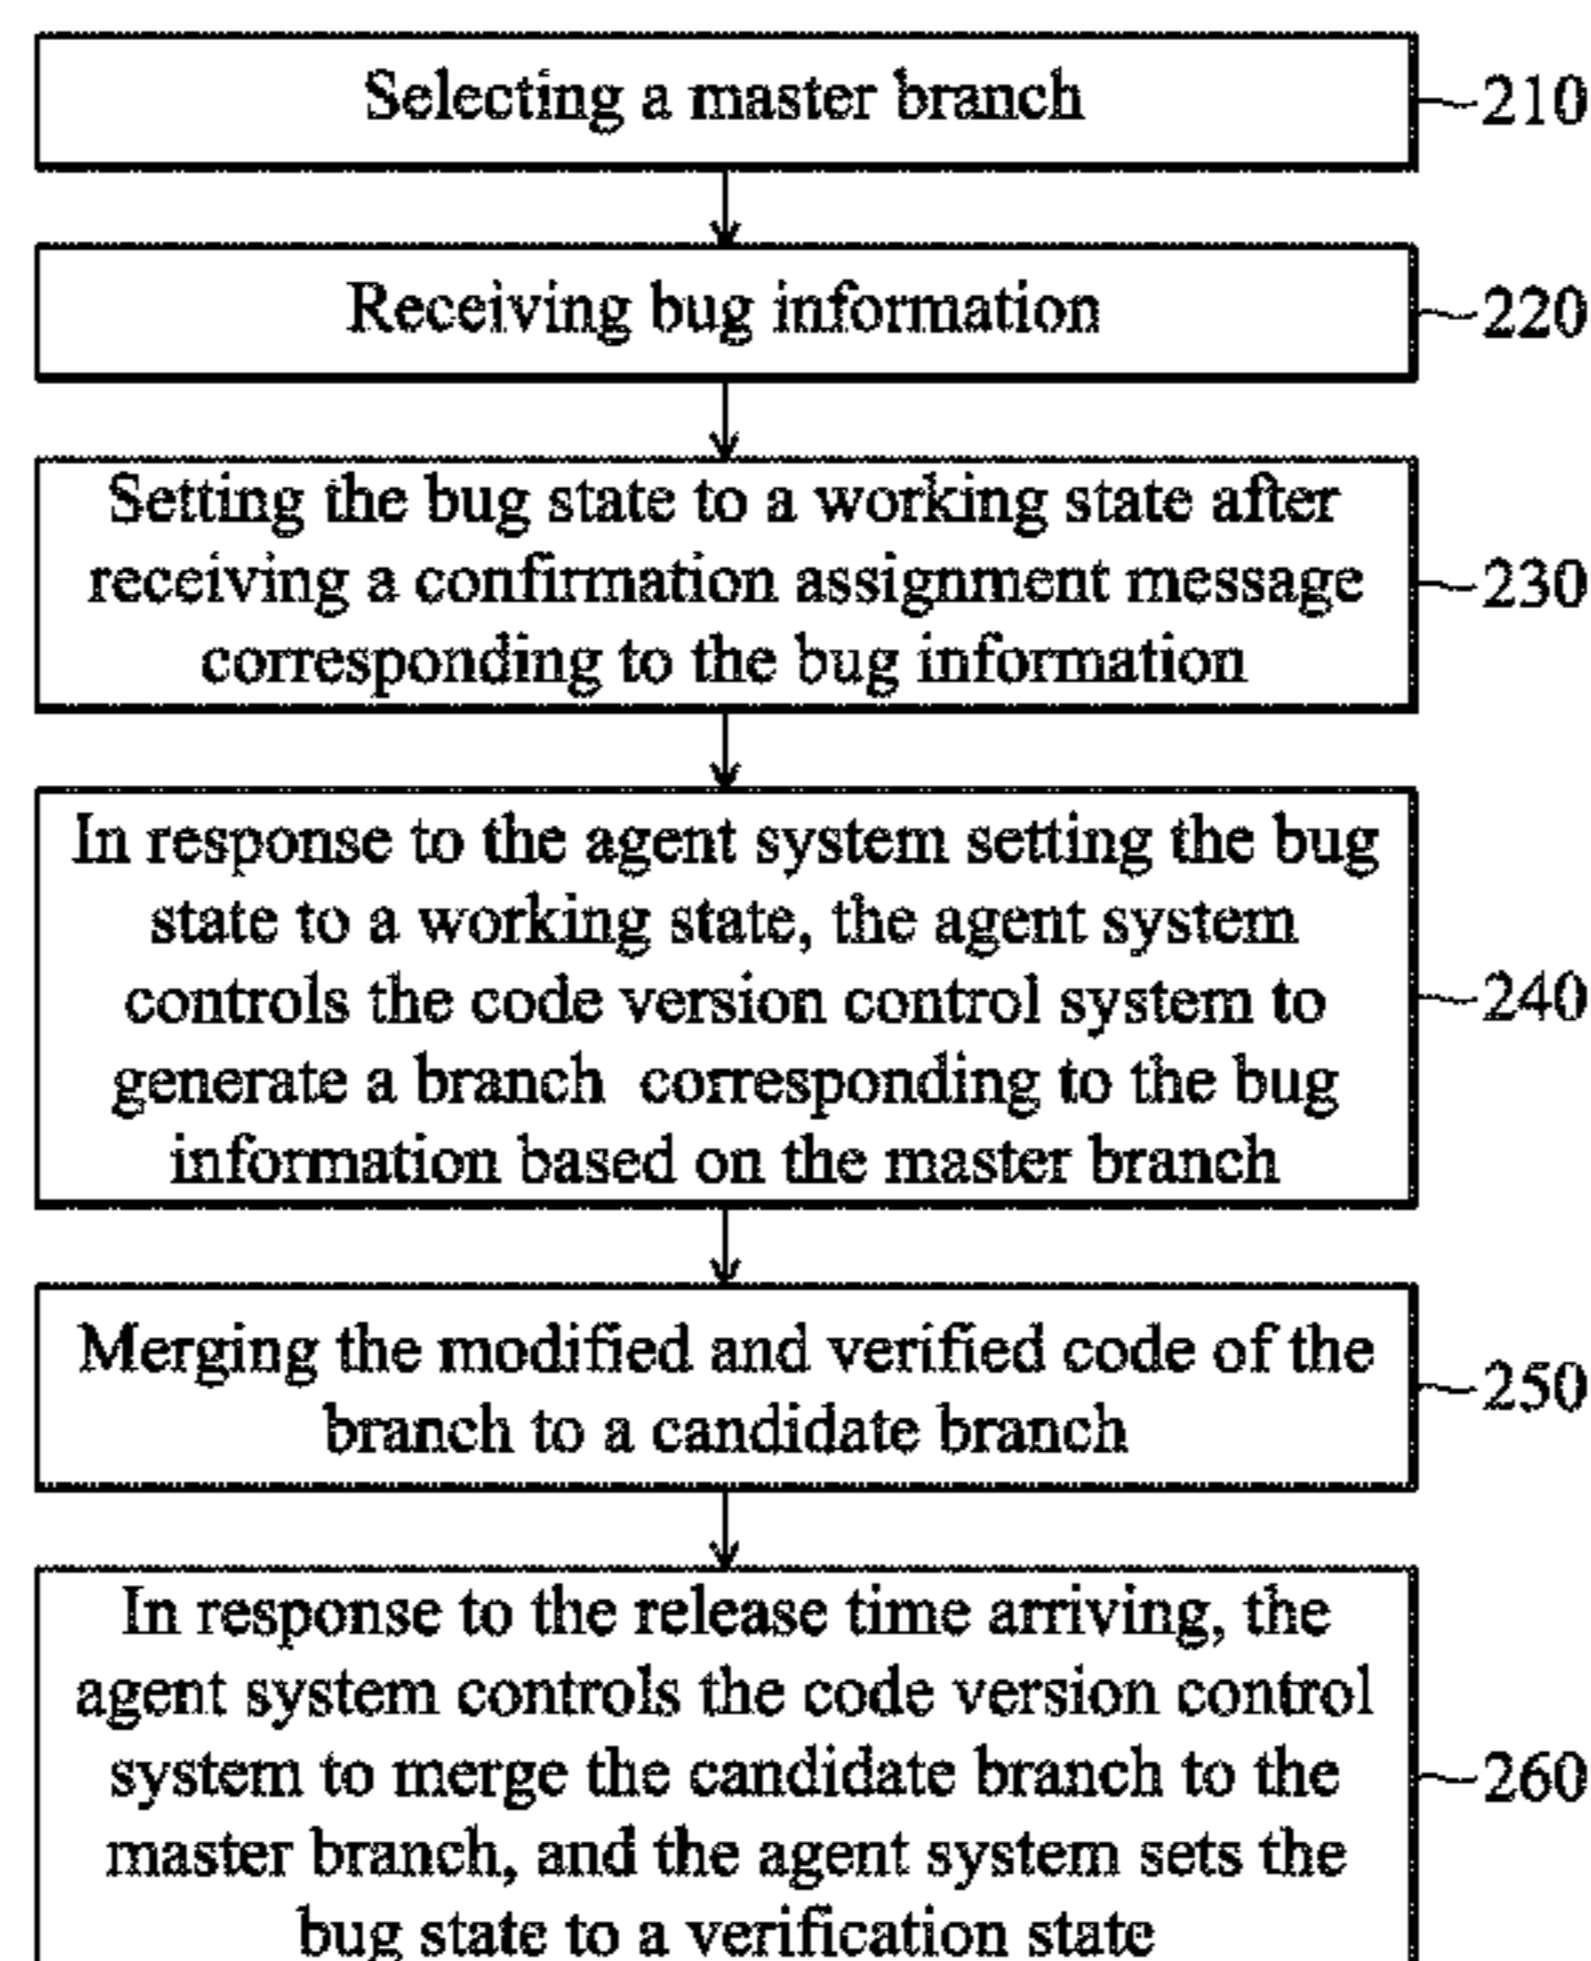 Selecting a master branch
210
Receiving bug information
220
Setting the bug state to a working state after
receiving a confirmation assignment message
corresponding to the bug information
230
In response to the agent system setting the bug
state to a working state, the agent system
controls the code version control system to
generate a branch corresponding to the bug
information based on the master branch
240
Merging the modified and verified code of the
branch to a candidate branch
250
In response to the release time arriving, the
agent system controls the code version control
system to merge the candidate branch to the
master branch, and the agent system sets the
bug state to a verification state
260